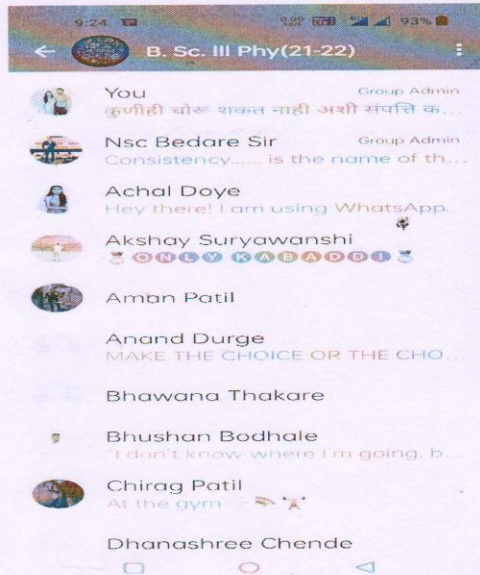 9:24
93%
B. Sc. III Phy(21-22)
You
Group Admin
कुणीही चोरू शकत नाही अशी संपत्ति क...
Nsc Bedare Sir
Group Admin
Consistency...... is the name of th...
Achal Doye
Hey there! I am using WhatsApp.
Akshay Suryawanshi
ONLY KABADDI
Aman Patil
Anand Durge
MAKE THE CHOICE OR THE CHO...
Bhawana Thakare
Bhushan Bodhale
"I don't know where I'm going, b...
Chirag Patil
At the gym
Dhanashree Chende